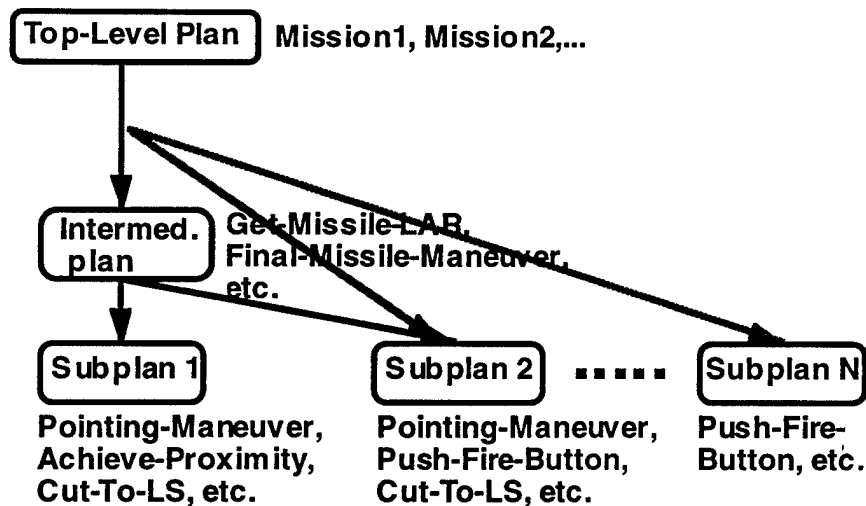 Top-Level Plan
Mission1, Mission2,...
Intermed.
plan
Get-Missile-LAR,
Final-Missile-Maneuver,
etc.
Subplan 1
Subplan 2
Subplan N
Pointing-Maneuver,
Achieve-Proximity,
Cut-To-LS, etc.
Pointing-Maneuver,
Push-Fire-Button,
Cut-To-LS, etc.
Push-Fire-
Button, etc.